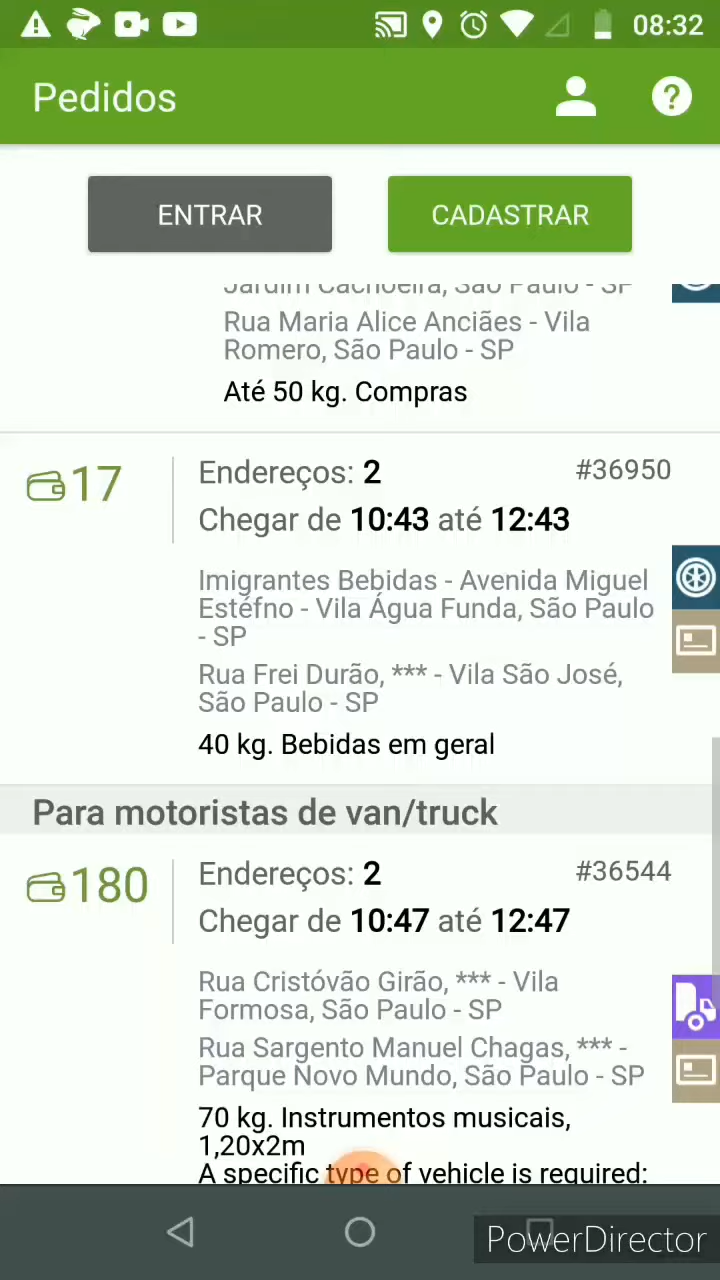 08:32
Pedidos
?
ENTRAR
CADASTRAR
Jardim Cachoeira, São Paulo - SP
Rua Maria Alice Anciães - Vila
Romero, São Paulo - SP
Até 50 kg. Compras
17
Endereços: 2
#36950
Chegar de 10:43 até 12:43
Imigrantes Bebidas - Avenida Miguel
Estéfno - Vila Água Funda, São Paulo
- SP
Rua Frei Durão, *** - Vila São José,
São Paulo - SP
40 kg. Bebidas em geral
Para motoristas de van/truck
180
Endereços: 2
#36544
Chegar de 10:47 até 12:47
Rua Cristóvão Girão, *** - Vila
Formosa, São Paulo - SP
Rua Sargento Manuel Chagas, *** -
Parque Novo Mundo, São Paulo - SP
70 kg. Instrumentos musicais,
1,20x2m
A specific type of vehicle is required:
PowerDirector